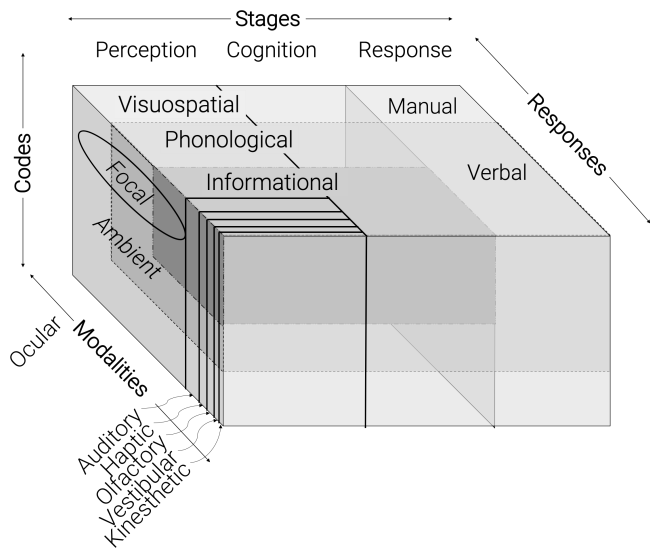 Stages
Perception
Cognition
Response
Responses
Codes
Visuospatial
Manual
Phonological
Verbal
Informational
Focal
Ambient
Ocular
Modalities
Auditory
Haptic
Olfactory
Vestibular
Kinesthetic